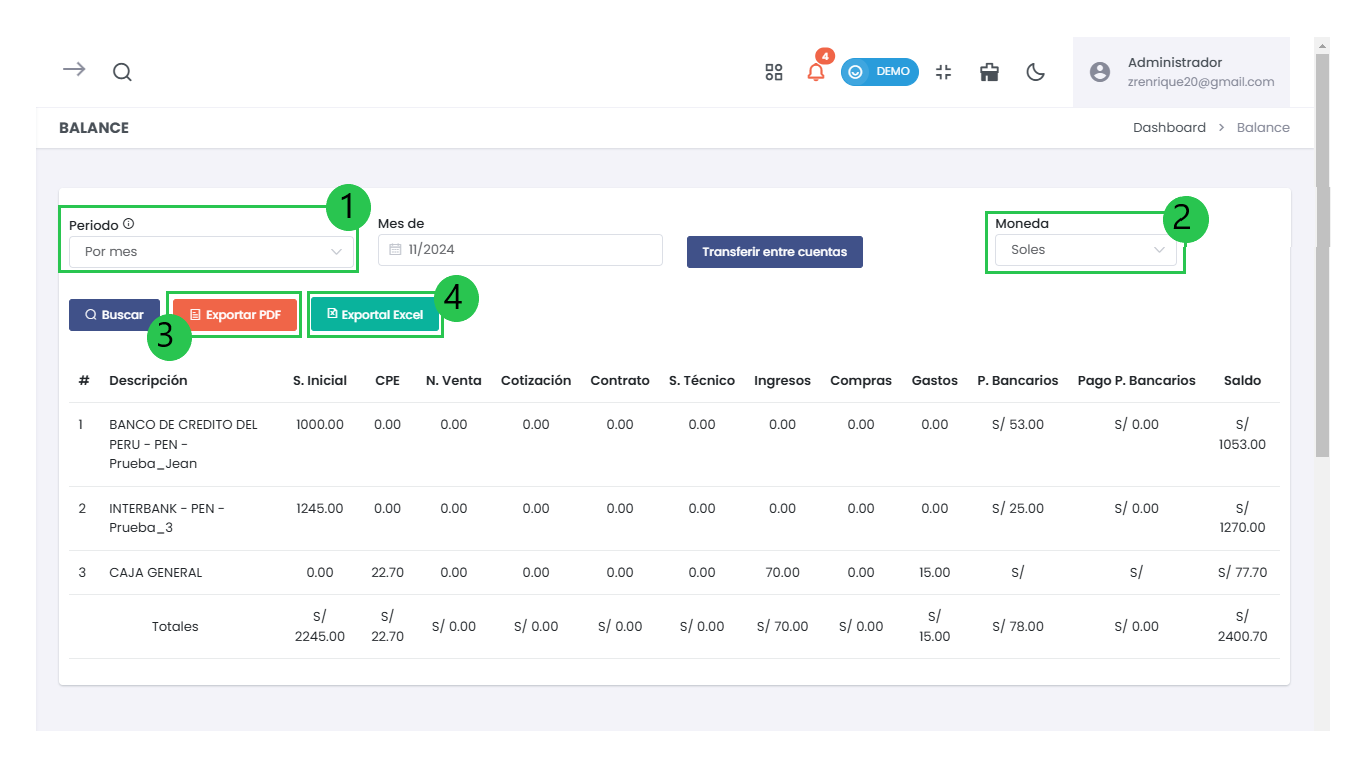 4
DEMO
Administrador
zrenrique20@gmail.com
BALANCE
Dashboard > Balance
1
2
Periodo
Mes de
Moneda
Por mes
11/2024
Transferir entre cuentas
Soles
3
4
Buscar
Exportar PDF
Exportal Excel
# Descripción S. Inicial CPE N. Venta Cotización Contrato S. Técnico Ingresos Compras Gastos P. Bancarios Pago P. Bancarios Saldo
1 BANCO DE CREDITO DEL 1000.00 0.00 0.00 0.00 0.00 0.00 0.00 0.00 0.00 S/ 53.00 S/ 0.00 S/
PERU - PEN - 1053.00
Prueba_Jean
2 INTERBANK - PEN - 1245.00 0.00 0.00 0.00 0.00 0.00 0.00 0.00 0.00 S/ 25.00 S/ 0.00 S/
Prueba_3 1270.00
3 CAJA GENERAL 0.00 22.70 0.00 0.00 0.00 0.00 70.00 0.00 15.00 S/ S/ S/ 77.70
Totales S/ 2245.00 S/ 22.70 S/ 0.00 S/ 0.00 S/ 0.00 S/ 0.00 S/ 70.00 S/ 0.00 S/ 15.00 S/ 78.00 S/ 0.00 S/ 2400.70